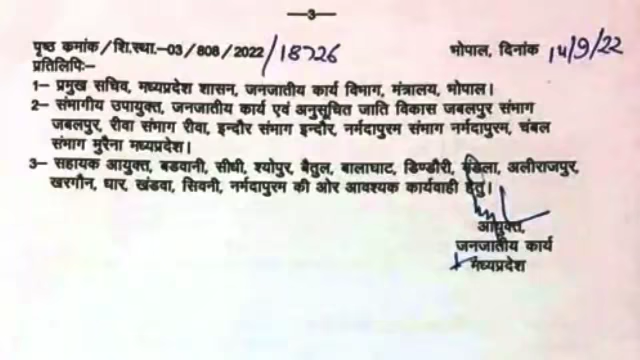 —3—
पृष्ठ कमांक/शि.स्था.-03/808/2022/18726 भोपाल, दिनांक 14/9/22
प्रतिलिपिः-
1- प्रमुख सचिव, मध्यप्रदेश शासन, जनजातीय कार्य विभाग, मंत्रालय, भोपाल।
2- संभागीय उपायुक्त, जनजातीय कार्य एवं अनुसूचित जाति विकास जबलपुर संभाग
जबलपुर, रीवा संभाग रीवा, इन्दौर संभाग इन्दौर, नर्मदापुरम संभाग नर्मदापुरम, चंबल
संभाग मुरैना मध्यप्रदेश।
3- सहायक आयुक्त, बडवानी, सीधी, श्योपुर, बैतुल, बालाघाट, डिण्डौरी, मंडला, अलीराजपुर,
खरगौन, धार, खंडवा, सिवनी, नर्मदापुरम की ओर आवश्यक कार्यवाही हेतु।
आयुक्त,
जनजातीय कार्य
मध्यप्रदेश